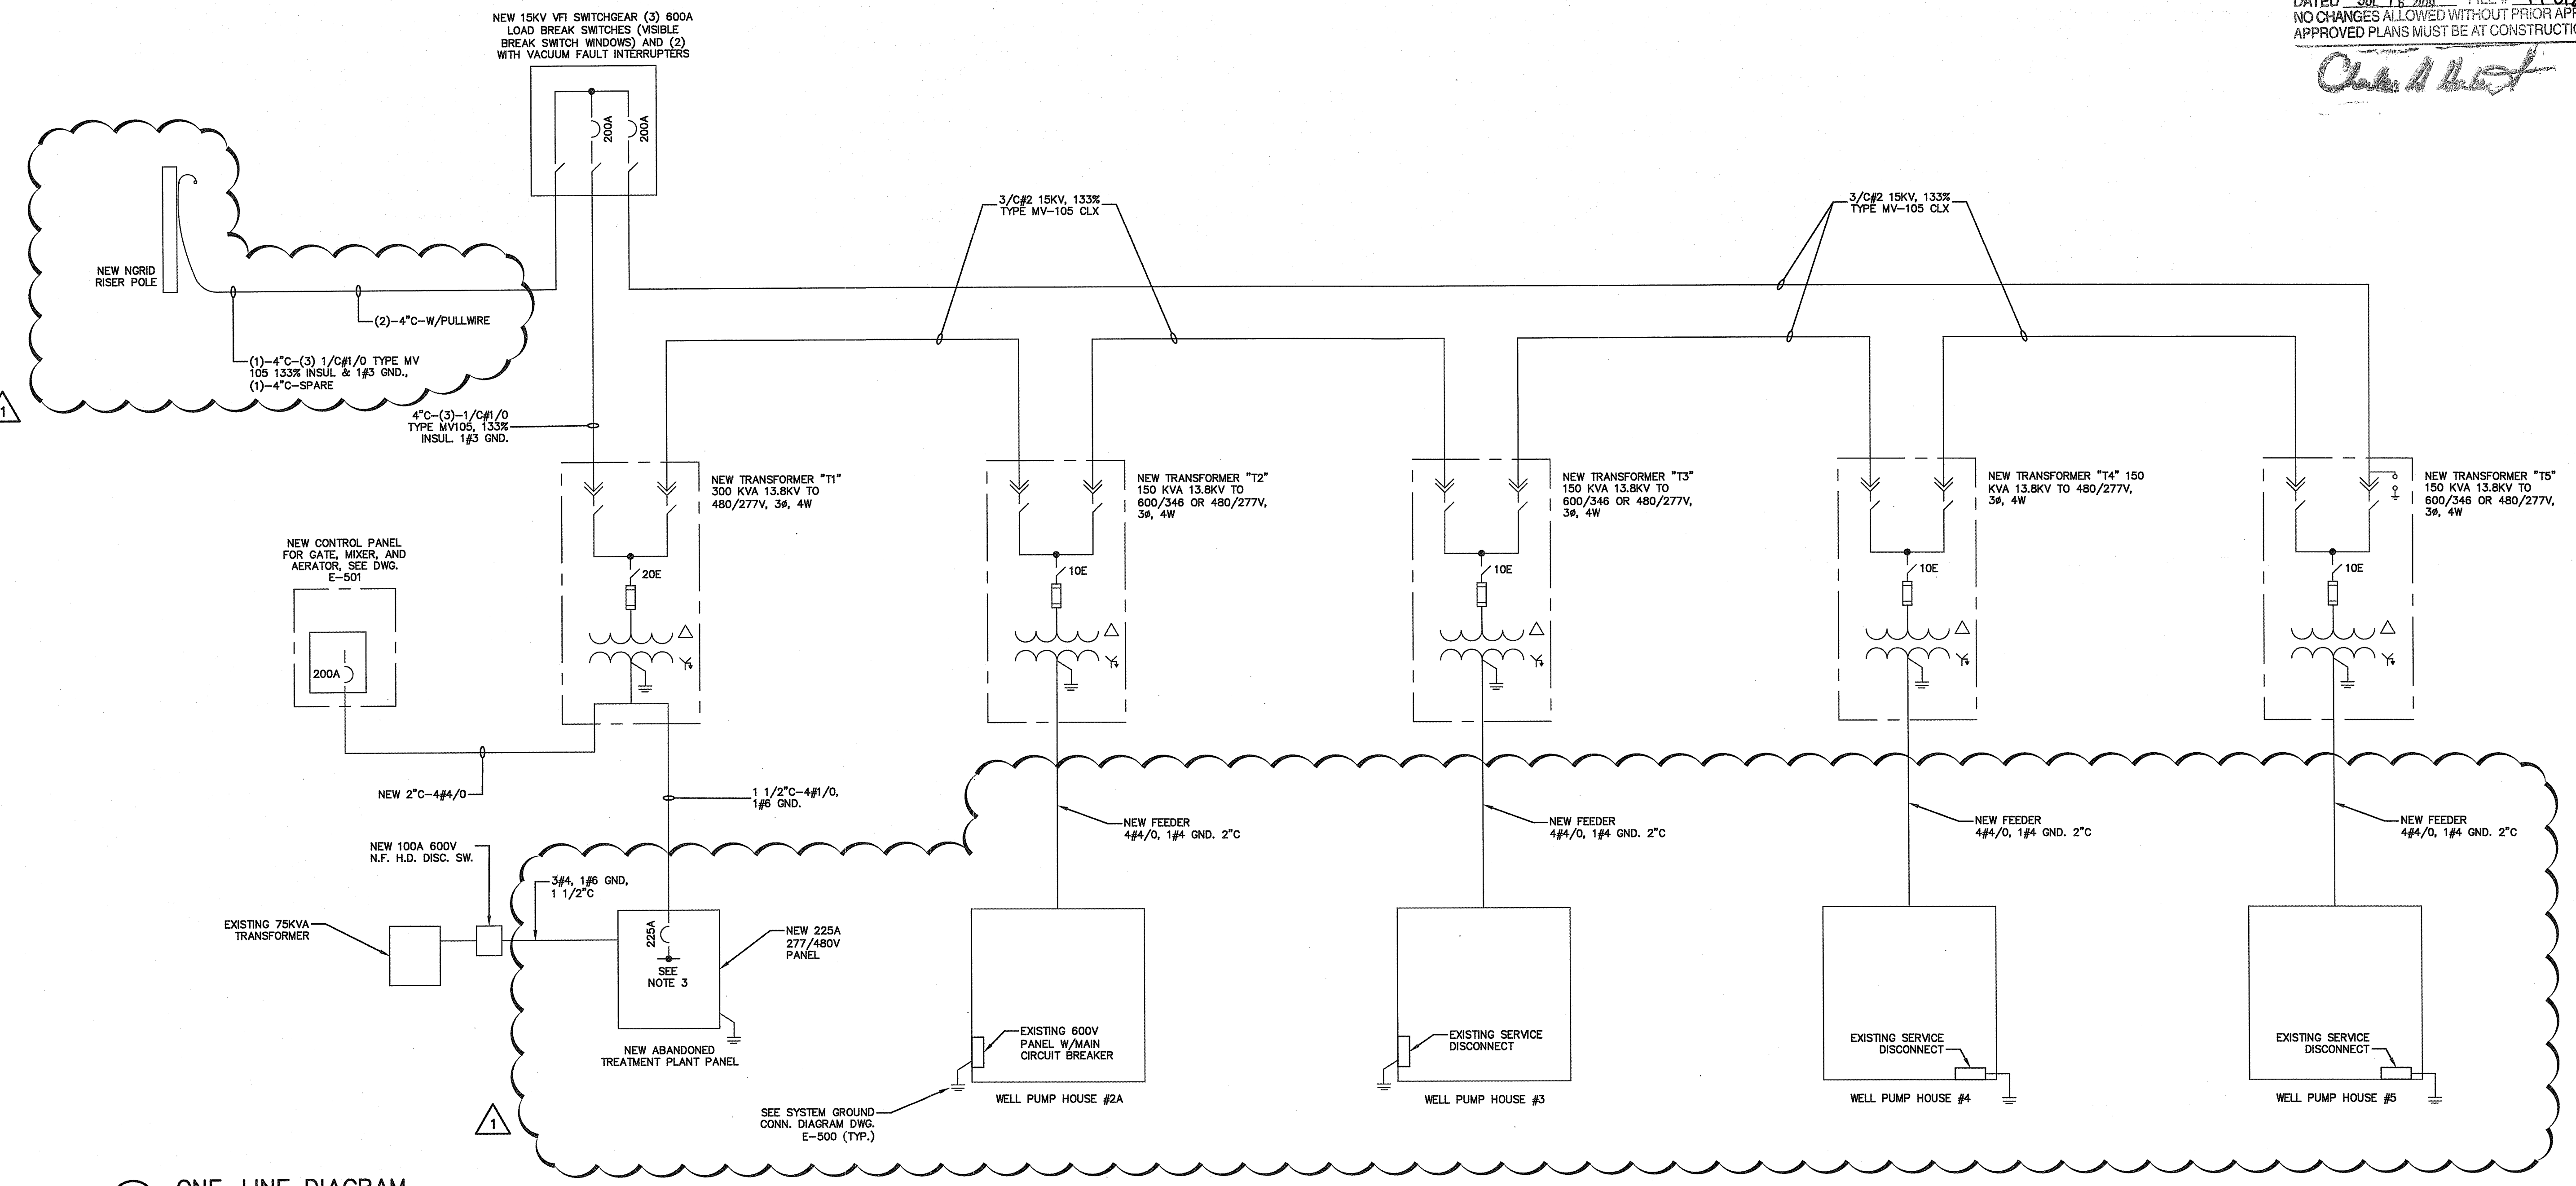 NEW 15KV VFI SWITCHGEAR (3) 600A
LOAD BREAK SWITCHES (VISIBLE
BREAK SWITCH WINDOWS) AND (2)
WITH VACUUM FAULT INTERRUPTERS
DATED JUL 16
NO CHANGES ALLOWED WITHOUT PRIOR
APPROVED PLANS MUST BE AT
200A
200A
NEW NGRID
RISER POLE
(2)-4"C-W/PULLWIRE
(1)-4"C-(3) 1/C#1/0 TYPE MV
105 133% INSUL & 1#3 GND.,
(1)-4"C-SPARE
1
4"C-(3)-1/C#1/0
TYPE MV105, 133%
INSUL. 1#3 GND.
3/C#2 15KV, 133%
TYPE MV-105 CLX
3/C#2 15KV, 133%
TYPE MV-105 CLX
NEW TRANSFORMER "T1"
300 KVA 13.8KV TO
480/277V, 3ø, 4W
NEW TRANSFORMER "T2"
150 KVA 13.8KV TO
600/346 OR 480/277V,
3ø, 4W
NEW TRANSFORMER "T3"
150 KVA 13.8KV TO
600/346 OR 480/277V,
3ø, 4W
NEW TRANSFORMER "T4" 150
KVA 13.8KV TO 480/277V,
3ø, 4W
NEW TRANSFORMER "T5"
150 KVA 13.8KV TO
600/346 OR 480/277V,
3ø, 4W
20E
10E
10E
10E
10E
NEW CONTROL PANEL
FOR GATE, MIXER, AND
AERATOR, SEE DWG.
E-501
200A
NEW 2"C-4#4/0
1 1/2"C-4#1/0,
1#6 GND.
NEW FEEDER
4#4/0, 1#4 GND. 2"C
NEW FEEDER
4#4/0, 1#4 GND. 2"C
NEW FEEDER
4#4/0, 1#4 GND. 2"C
NEW FEEDER
4#4/0, 1#4 GND. 2"C
NEW 100A 600V
N.F. H.D. DISC. SW.
3#4, 1#6 GND,
1 1/2"C
EXISTING 75KVA
TRANSFORMER
225A
SEE
NOTE 3
NEW 225A
277/480V
PANEL
NEW ABANDONED
TREATMENT PLANT PANEL
EXISTING 600V
PANEL W/MAIN
CIRCUIT BREAKER
WELL PUMP HOUSE #2A
EXISTING SERVICE
DISCONNECT
WELL PUMP HOUSE #3
EXISTING SERVICE
DISCONNECT
WELL PUMP HOUSE #4
EXISTING SERVICE
DISCONNECT
WELL PUMP HOUSE #5
SEE SYSTEM GROUND
CONN. DIAGRAM DWG.
E-500 (TYP.)
1
ONE-LINE DIAGRAM